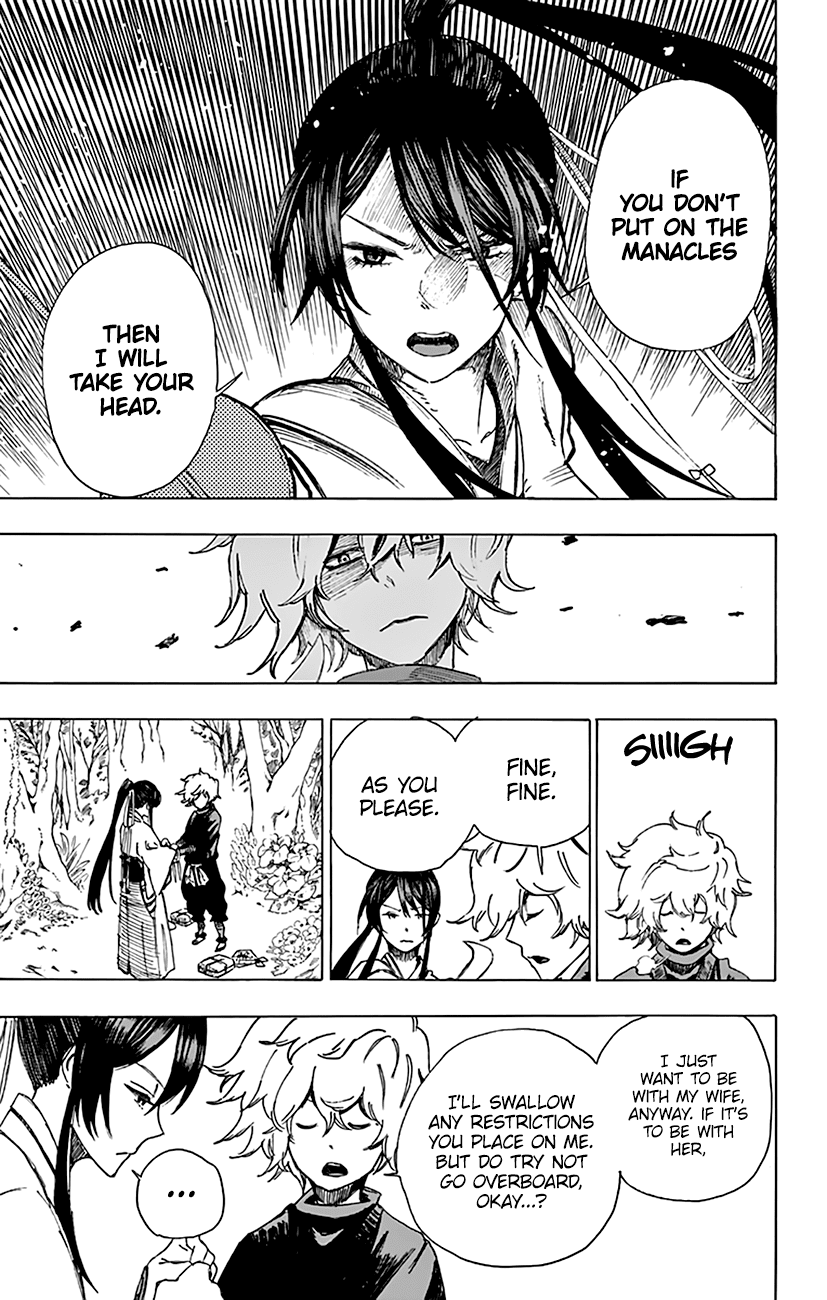 IF
YOU DON'T
PUT ON THE
MANACLES
THEN
I WILL
TAKE YOUR
HEAD.
SIIIIGH
FINE,
FINE.
AS YOU
PLEASE.
I JUST
WANT TO BE
WITH MY WIFE,
ANYWAY. IF IT'S
TO BE WITH
HER,
I'LL SWALLOW
ANY RESTRICTIONS
YOU PLACE ON ME.
BUT DO TRY NOT
GO OVERBOARD,
OKAY...?
...